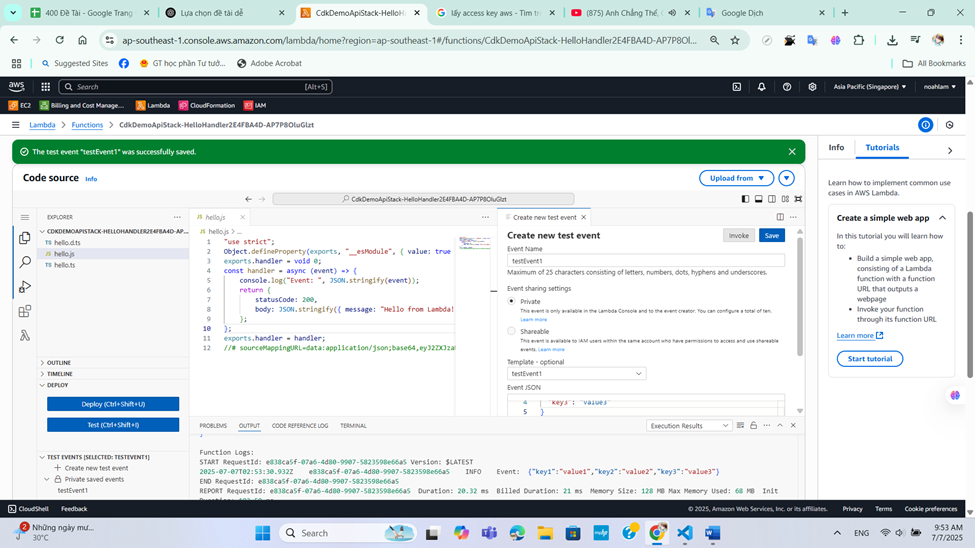 400 Đề Tài - Google Trang
Lựa chọn đề tài dễ
CdkDemoApiStack-HelloHandler
lấy access key aws - Tìm tr
(875) Anh Chẳng Thể,
Google Dịch
ap-southeast-1.console.aws.amazon.com/lambda/home?region=ap-southeast-1#/functions/CdkDemoApiStack-HelloHandler2E4FBA4D-AP7P8Ol...
Suggested Sites
GT học phần Tư tưở...
Adobe Acrobat
All Bookmarks
aws
Search
[Alt+S]
Asia Pacific (Singapore)
noahlam
EC2
Billing and Cost Manage...
Lambda
CloudFormation
IAM
Lambda
Functions
CdkDemoApiStack-HelloHandler2E4FBA4D-AP7P8OluGlzt
The test event "testEvent1" was successfully saved.
Code source
Info
Upload from
CdkDemoApiStack-HelloHandler2E4FBA4D-AP7P8OluGlzt
EXPLORER
CDKDEMOAPISTACK-HELLOHANDLER2E4FBA4D-AP...
hello.d.ts
hello.js
hello.ts
OUTLINE
TIMELINE
DEPLOY
Deploy (Ctrl+Shift+U)
Test (Ctrl+Shift+I)
TEST EVENTS [SELECTED: TESTEVENT1]
Create new test event
Private saved events
testEvent1
hello.js
hello.js > ...
1 "use strict";
2 Object.defineProperty(exports, "__esModule", { value: true
3 exports.handler = void 0;
4 const handler = async (event) => {
5 console.log("Event: ", JSON.stringify(event));
6 return {
7 statusCode: 200,
8 body: JSON.stringify({ message: "Hello from Lambda!
9 };
10 };
11 exports.handler = handler;
12 //# sourceMappingURL=data:application/json;base64,eyJ2ZXJza
Create new test event
Create new test event
Invoke
Save
Event Name
testEvent1
Maximum of 25 characters consisting of letters, numbers, dots, hyphens and underscores.
Event sharing settings
Private
This event is only available in the Lambda Console and to the event creator. You can configure a total of ten.
Learn more
Shareable
This event is available to IAM users within the same account who have permissions to access and use shareable
events. Learn more
Template - optional
testEvent1
Event JSON
4 "key3": "value3"
5 }
PROBLEMS
OUTPUT
CODE REFERENCE LOG
TERMINAL
Execution Results
}
Function Logs:
START RequestId: e838ca5f-07a6-4d80-9907-5823598e66a5 Version: $LATEST
2025-07-07T02:53:30.932Z e838ca5f-07a6-4d80-9907-5823598e66a5 INFO Event: {"key1":"value1","key2":"value2","key3":"value3"}
END RequestId: e838ca5f-07a6-4d80-9907-5823598e66a5
REPORT RequestId: e838ca5f-07a6-4d80-9907-5823598e66a5 Duration: 20.32 ms Billed Duration: 21 ms Memory Size: 128 MB Max Memory Used: 68 MB Init
Info
Tutorials
Learn how to implement common use
cases in AWS Lambda.
Create a simple web app
In this tutorial you will learn
how to:
• Build a simple web app,
consisting of a Lambda
function with a function
URL that outputs a
webpage
• Invoke your function
through its function URL
Learn more
Start tutorial
CloudShell
Feedback
© 2025, Amazon Web Services, Inc. or its affiliates.
Privacy
Terms
Cookie preferences
2
Những ngày mư...
30°C
Search
ENG
9:53 AM
7/7/2025